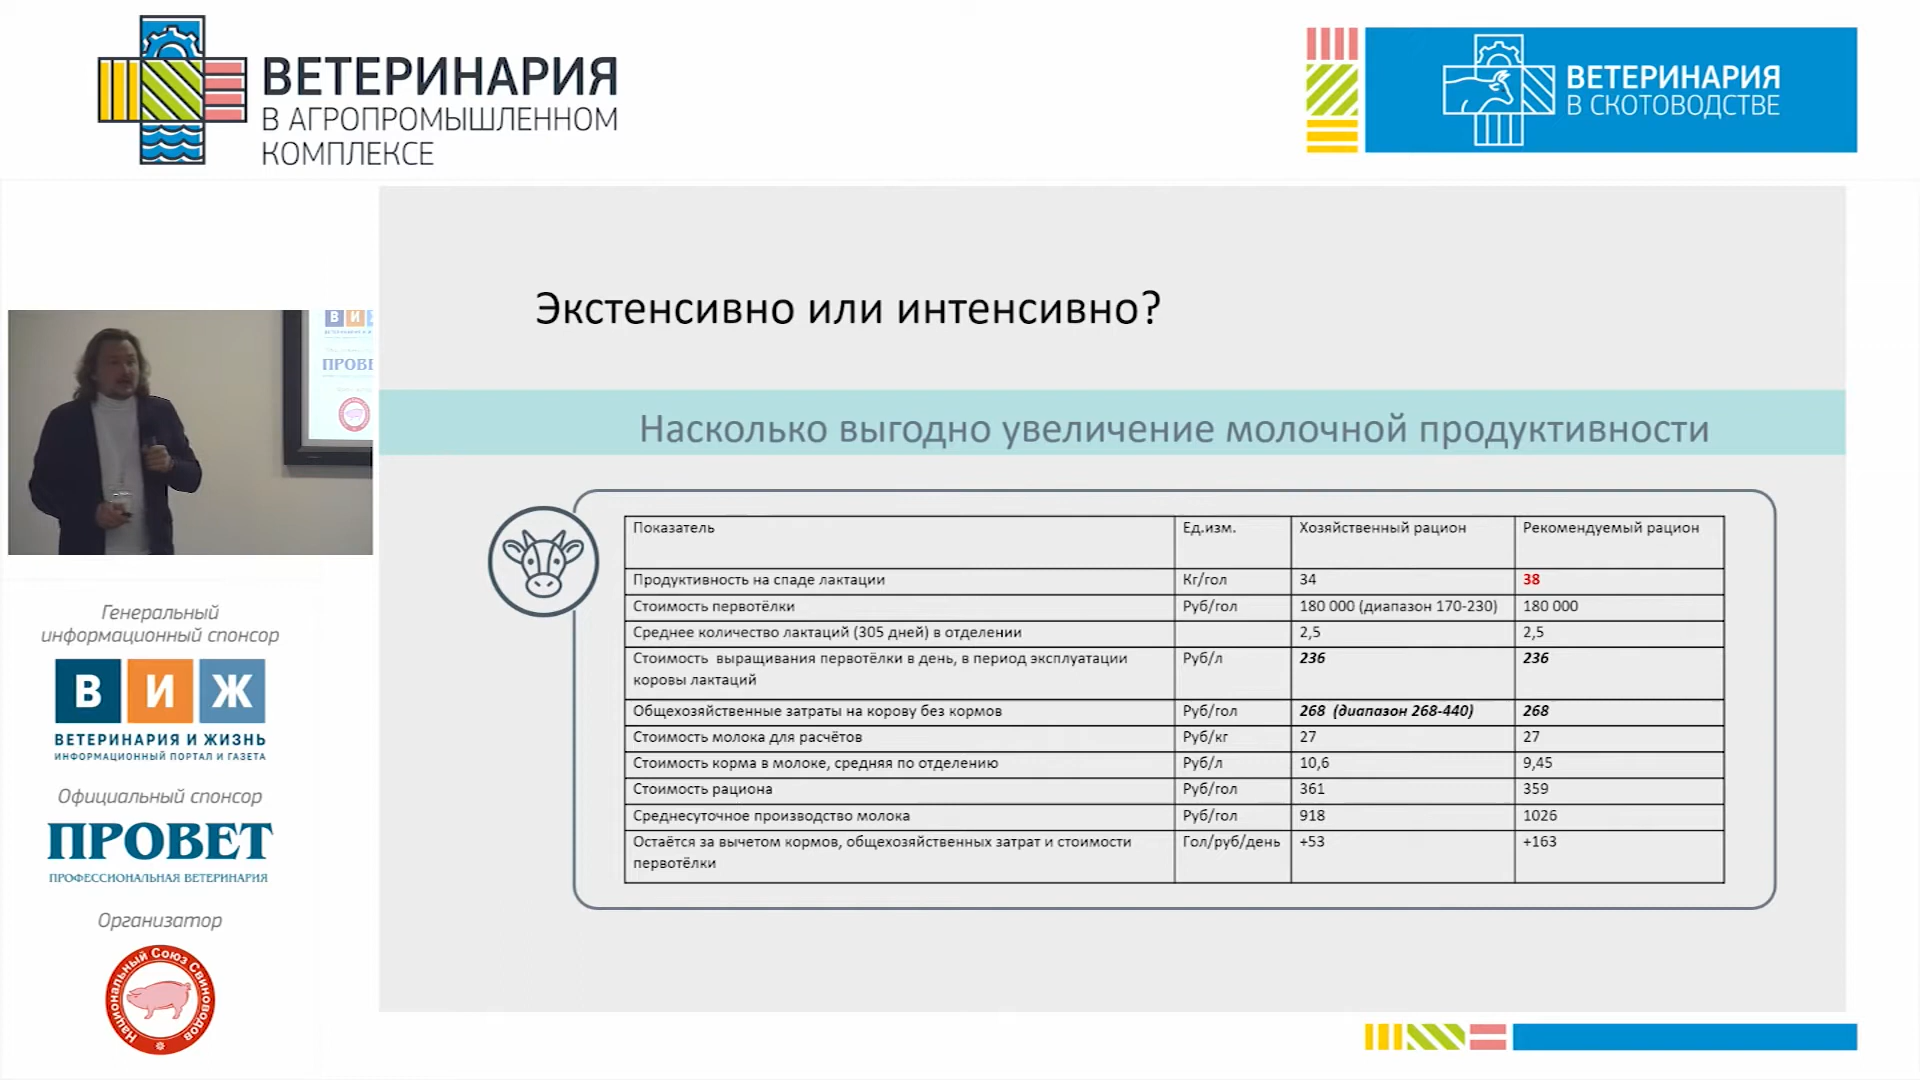 ВЕТЕРИНАРИЯ
В АГРОПРОМЫШЛЕННОМ
КОМПЛЕКСЕ
ВЕТЕРИНАРИЯ
В СКОТОВОДСТВЕ
Экстенсивно или интенсивно?
Насколько выгодно увеличение молочной продуктивности
Показатель Ед.изм. Хозяйственный рацион Рекомендуемый рацион
Продуктивность на спаде лактации Кг/гол 34 38
Стоимость первотёлки Руб/гол 180 000 (диапазон 170-230) 180 000
Среднее количество лактаций (305 дней) в отделении 2,5 2,5
Стоимость выращивания первотёлки в день, в период эксплуатации Руб/л 236 236
коровы лактаций
Общехозяйственные затраты на корову без кормов Руб/гол 268 (диапазон 268-440) 268
Стоимость молока для расчётов Руб/кг 27 27
Стоимость корма в молоке, средняя по отделению Руб/л 10,6 9,45
Стоимость рациона Руб/гол 361 359
Среднесуточное производство молока Руб/гол 918 1026
Остаётся за вычетом кормов, общехозяйственных затрат и стоимости Гол/руб/день +53 +163
первотёлки
В И
ПРОВЕ
Генеральный
информационный спонсор
В И Ж
ВЕТЕРИНАРИЯ И ЖИЗНЬ
ИНФОРМАЦИОННЫЙ ПОРТАЛ И ГАЗЕТА
Официальный спонсор
ПРОВЕТ
ПРОФЕССИОНАЛЬНАЯ ВЕТЕРИНАРИЯ
Организатор
Национальный Союз Свиноводов